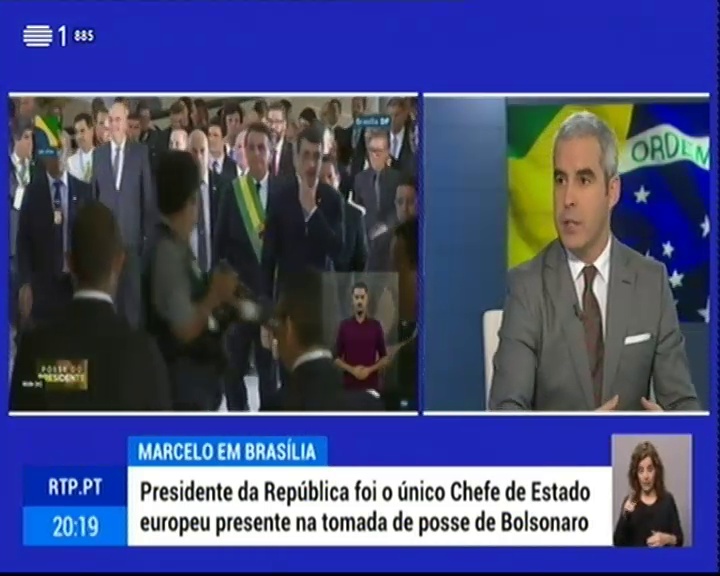 1 885
Brasília DF
ORDEM
POSSE DO
PRESIDENTE
MARCELO EM BRASÍLIA
RTP.PT
Presidente da República foi o único Chefe de Estado
20:19
europeu presente na tomada de posse de Bolsonaro